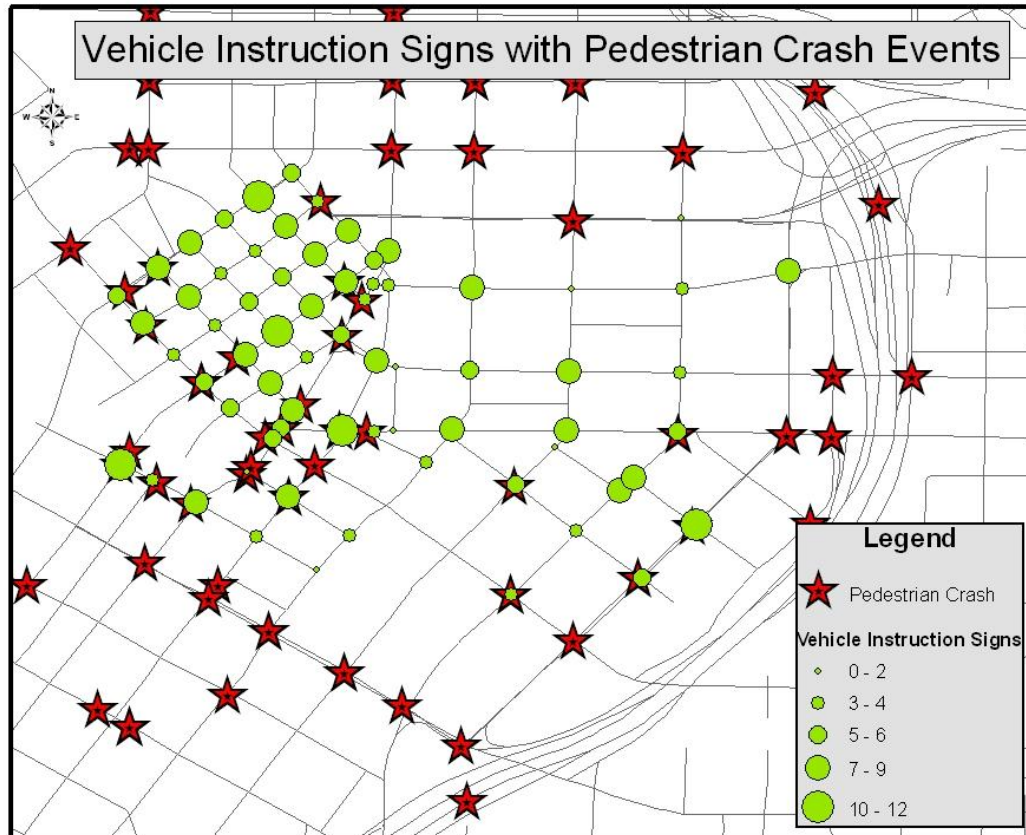 Vehicle Instruction Signs with Pedestrian Crash Events
N
W E
S
Legend
Pedestrian Crash
Vehicle Instruction Signs
0 - 2
3 - 4
5 - 6
7 - 9
10 - 12